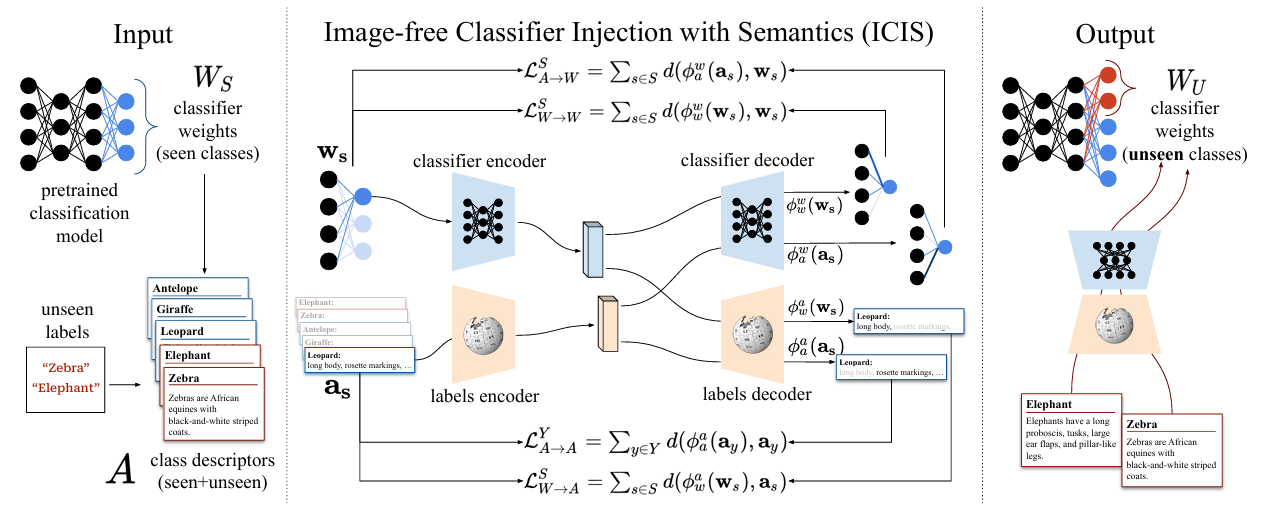 Input
W_S
classifier
weights
(seen classes)
pretrained
classification
model
unseen
labels
“Zebra”
“Elephant”
Antelope
Giraffe
Leopard
Elephant
Zebra
Zebras are African
equines with
black-and-white striped
coats.
A
class descriptors
(seen+unseen)
Image-free Classifier Injection with Semantics (ICIS)
ℒ^S_{A→W} = ∑_{s∈S} d(ϕ^w_a(a_s), w_s)
ℒ^S_{W→W} = ∑_{s∈S} d(ϕ^w_w(w_s), w_s)
w_s
classifier encoder
classifier decoder
ϕ^w_w(w_s)
ϕ^w_a(a_s)
Elephant:
Zebra:
Antelope:
Giraffe:
Leopard:
long body, rosette markings, ...
a_s
labels encoder
labels decoder
ϕ^a_w(w_s)
Leopard:
long body, rosette markings, ...
ϕ^a_a(a_s)
Leopard:
long body, rosette markings, ...
ℒ^Y_{A→A} = ∑_{y∈Y} d(ϕ^a_a(a_y), a_y)
ℒ^S_{W→A} = ∑_{s∈S} d(ϕ^a_w(w_s), a_s)
Output
W_U
classifier
weights
(unseen classes)
Elephant
Elephants have a long
proboscis, tusks, large
ear flaps, and pillar-like
legs.
Zebra
Zebras are African
equines with
black-and-white striped
coats.